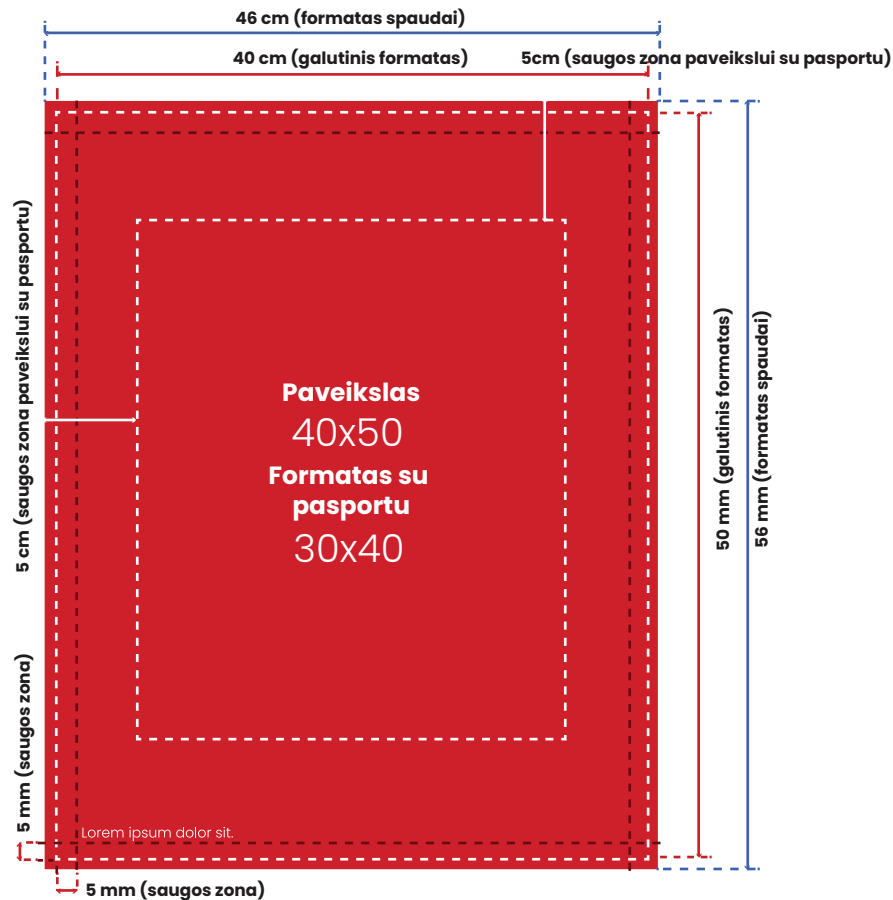 46 cm (formatas spaudai)
40 cm (galutinis formatas)
5cm (saugos zona paveikslui su pasportu)
5 cm (saugos zona paveikslui su pasportu)
Paveikslas
40x50
Formatas su
pasportu
30x40
50 mm (galutinis formatas)
56 mm (formatas spaudai)
5 mm (saugos zona)
Lorem ipsum dolor sit.
5 mm (saugos zona)